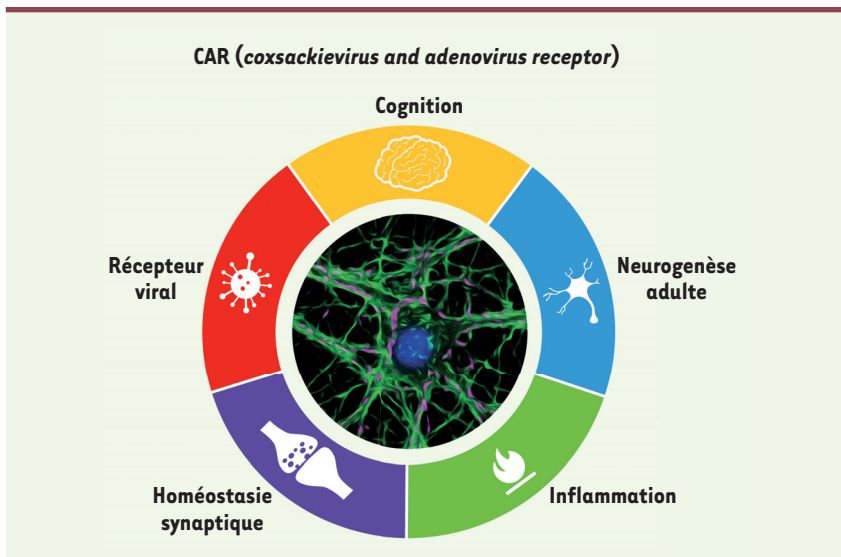 CAR (coxsackievirus and adenovirus receptor)
Cognition
Récepteur
viral
Neurogenèse
adulte
Homéostasie
synaptique
Inflammation